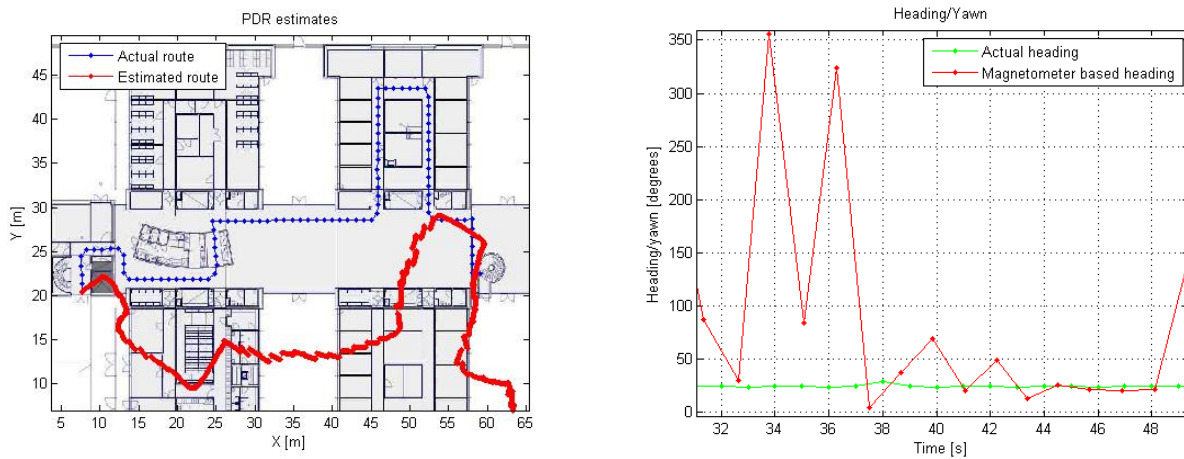 PDR estimates
Actual route
Estimated route
45
40
35
30
25
20
15
10
Y [m]
5 10 15 20 25 30 35 40 45 50 55 60 65
X [m]
Heading/Yawn
Actual heading
Magnetometer based heading
350
300
250
200
150
100
50
0
Heading/yawn [degrees]
32 34 36 38 40 42 44 46 48
Time [s]